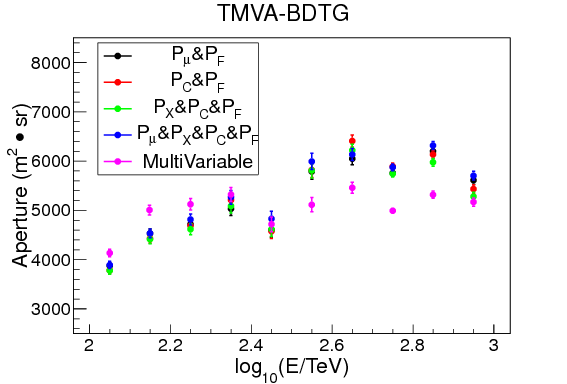 TMVA-BDTG
Aperture (m² • sr)
8000
7000
6000
5000
4000
3000
Pμ&PF
PC&PF
PX&PC&PF
Pμ&PX&PC&PF
MultiVariable
2 2.2 2.4 2.6 2.8 3
log₁₀(E/TeV)